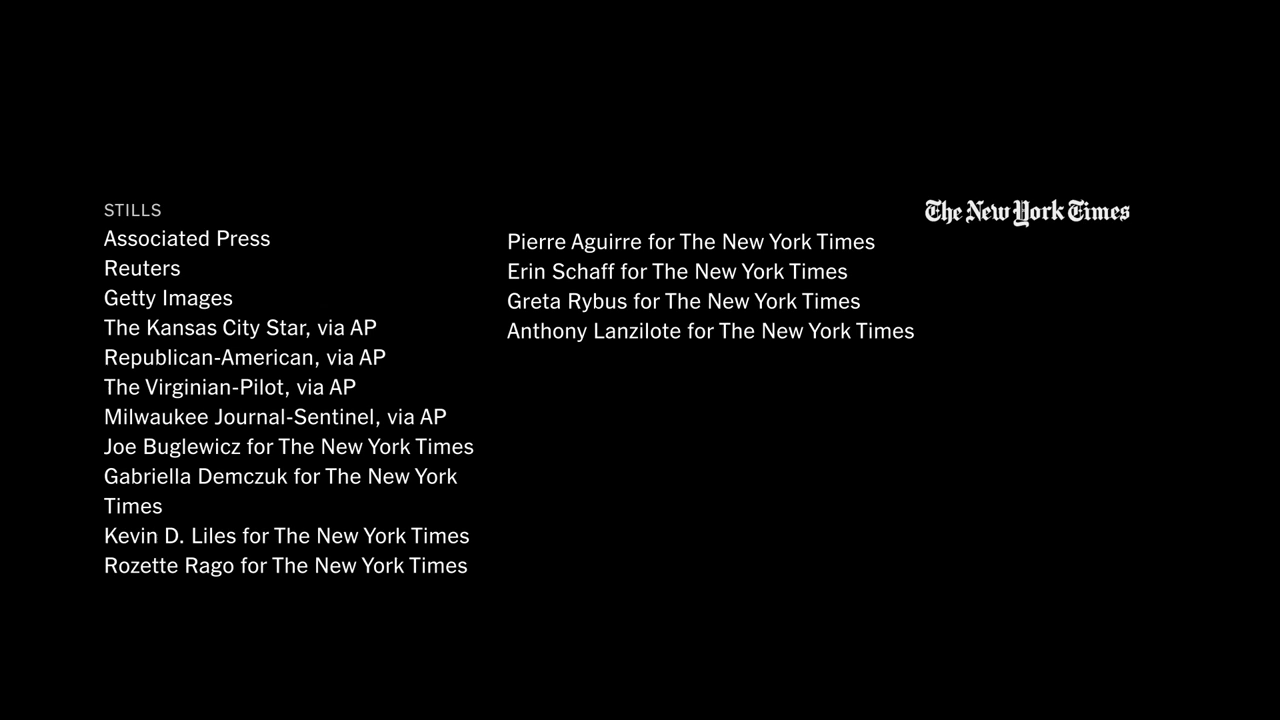 STILLS
Associated Press
Reuters
Getty Images
The Kansas City Star, via AP
Republican-American, via AP
The Virginian-Pilot, via AP
Milwaukee Journal-Sentinel, via AP
Joe Buglewicz for The New York Times
Gabriella Demczuk for The New York
Times
Kevin D. Liles for The New York Times
Rozette Rago for The New York Times
Pierre Aguirre for The New York Times
Erin Schaff for The New York Times
Greta Rybus for The New York Times
Anthony Lanzilote for The New York Times
The New York Times